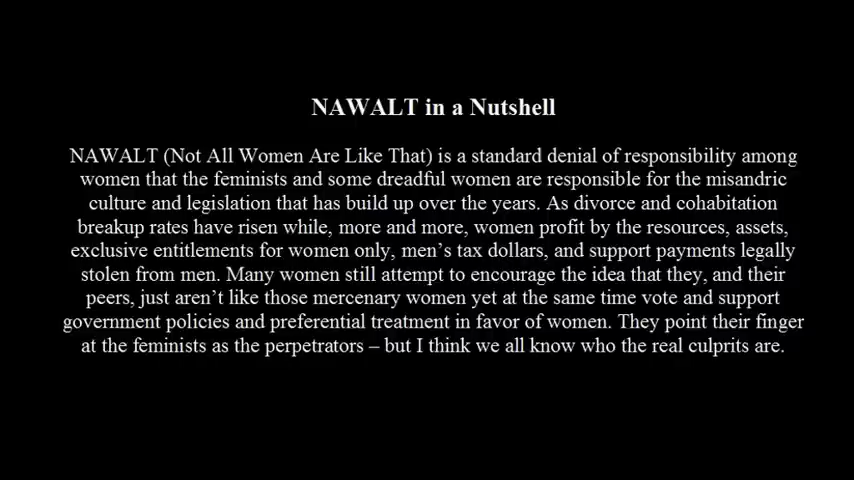 NAWALT in a Nutshell
NAWALT (Not All Women Are Like That) is a standard denial of responsibility among
women that the feminists and some dreadful women are responsible for the misandric
culture and legislation that has build up over the years. As divorce and cohabitation
breakup rates have risen while, more and more, women profit by the resources, assets,
exclusive entitlements for women only, men’s tax dollars, and support payments legally
stolen from men. Many women still attempt to encourage the idea that they, and their
peers, just aren’t like those mercenary women yet at the same time vote and support
government policies and preferential treatment in favor of women. They point their finger
at the feminists as the perpetrators – but I think we all know who the real culprits are.